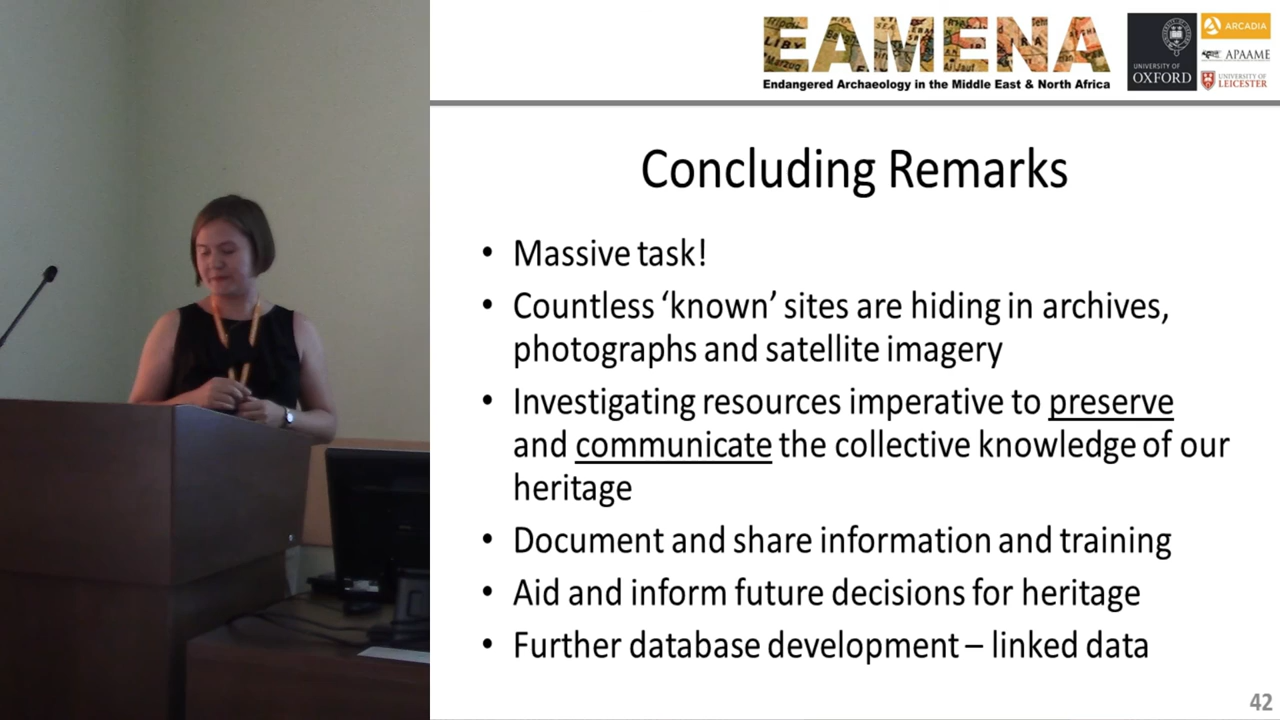 EAMENA
Endangered Archaeology in the Middle East & North Africa
UNIVERSITY OF
OXFORD
ARCADIA
APAAME
UNIVERSITY OF
LEICESTER
Concluding Remarks
• Massive task!
• Countless ‘known’ sites are hiding in archives,
photographs and satellite imagery
• Investigating resources imperative to preserve
and communicate the collective knowledge of our
heritage
• Document and share information and training
• Aid and inform future decisions for heritage
• Further database development – linked data
42